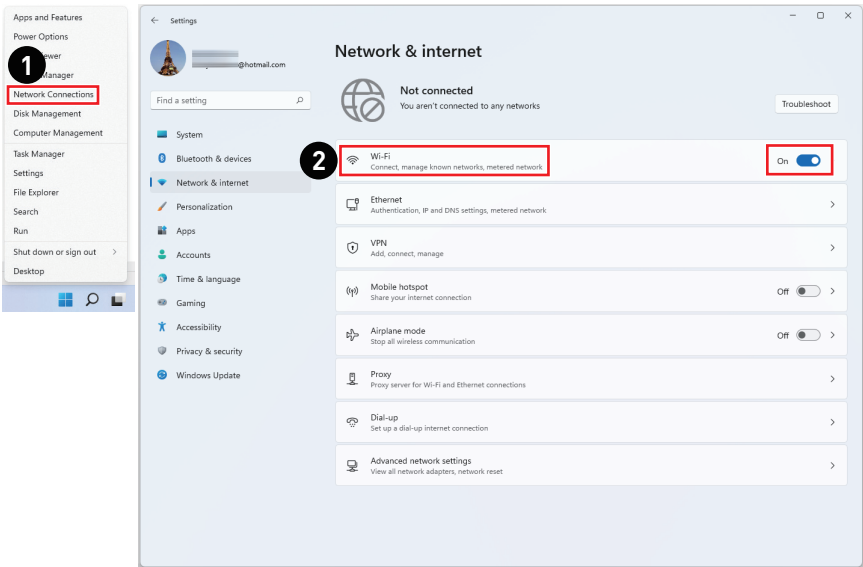 Apps and Features
Power Options
ewer
1
Manager
Network Connections
Disk Management
Computer Management
Task Manager
Settings
File Explorer
Search
Run
Shut down or sign out
Desktop
Settings
@hotmail.com
Find a setting
System
Bluetooth & devices
Network & internet
Personalization
Apps
Accounts
Time & language
Gaming
Accessibility
Privacy & security
Windows Update
Network & internet
Not connected
You aren't connected to any networks
Troubleshoot
2
Wi-Fi
Connect, manage known networks, metered network
On
Ethernet
Authentication, IP and DNS settings, metered network
VPN
Add, connect, manage
Mobile hotspot
Share your internet connection
Off
Airplane mode
Stop all wireless communication
Off
Proxy
Proxy server for Wi-Fi and Ethernet connections
Dial-up
Set up a dial-up internet connection
Advanced network settings
View all network adapters, network reset